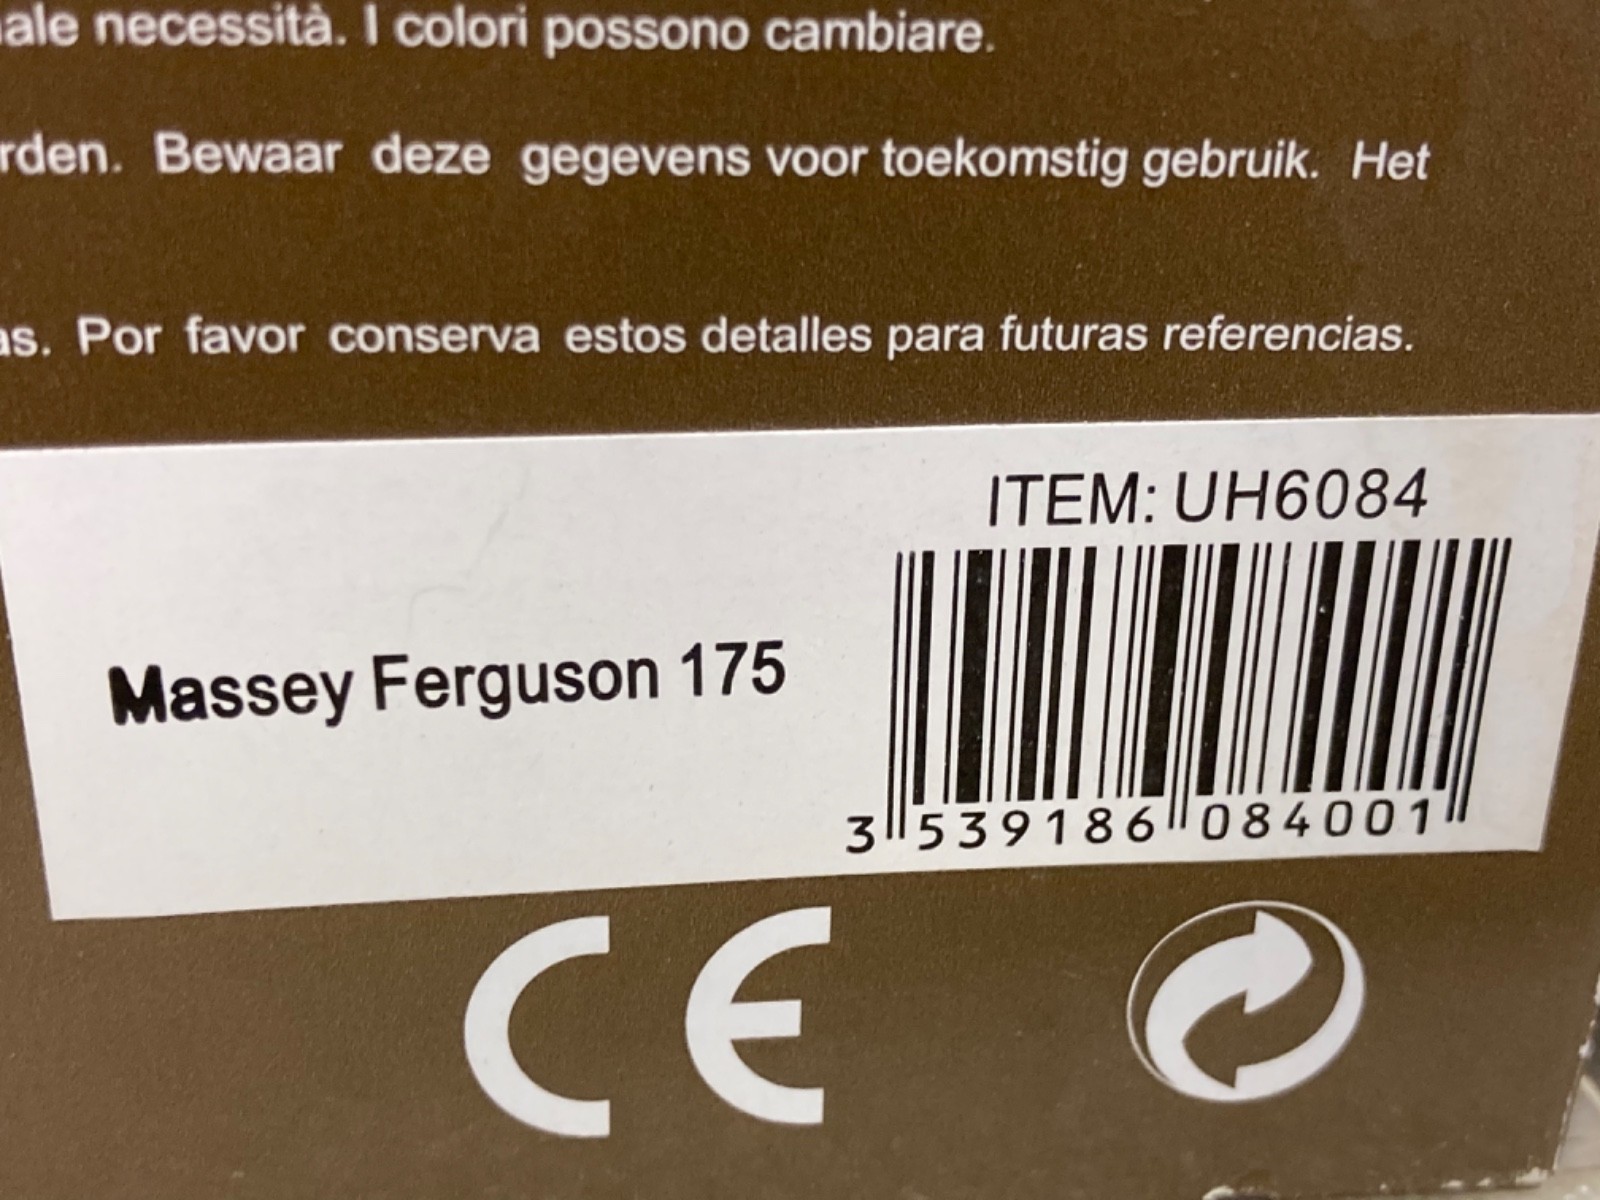 ale necessità. I colori possono cambiare.
rden. Bewaar deze gegevens voor toekomstig gebruik. Het
as. Por favor conserva estos detalles para futuras referencias.
ITEM: UH6084
Massey Ferguson 175
3 539186 084001
CE